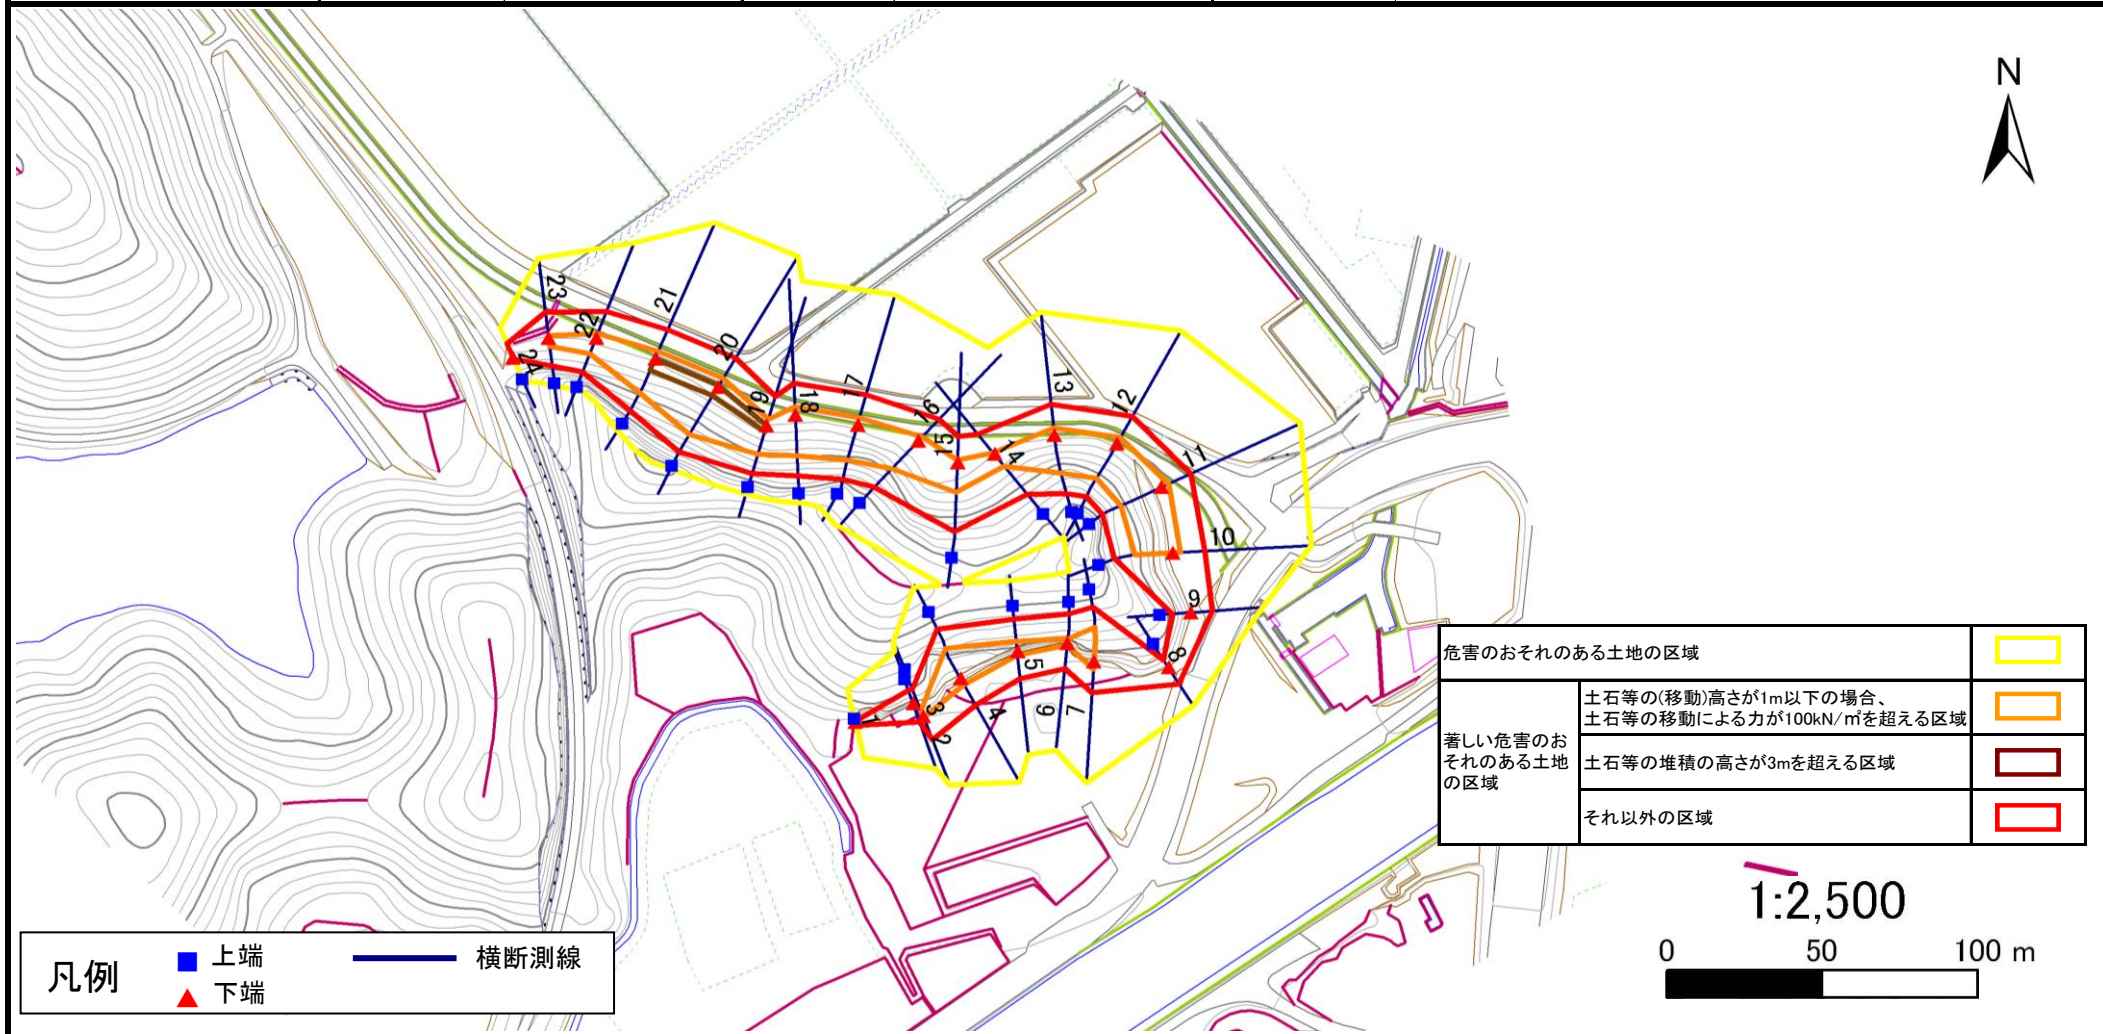 N
23
22
21
20
24
19
18
17
16
15
14
13
12
11
10
9
8
5
6
7
4
3
2
1
危害のおそれのある土地の区域
著しい危害のお
それのある土地
の区域
土石等の(移動)高さが1m以下の場合、
土石等の移動による力が100kN/㎡を超える区域
土石等の堆積の高さが3mを超える区域
それ以外の区域
1:2,500
0 50 100 m
凡例
上端
下端
横断測線